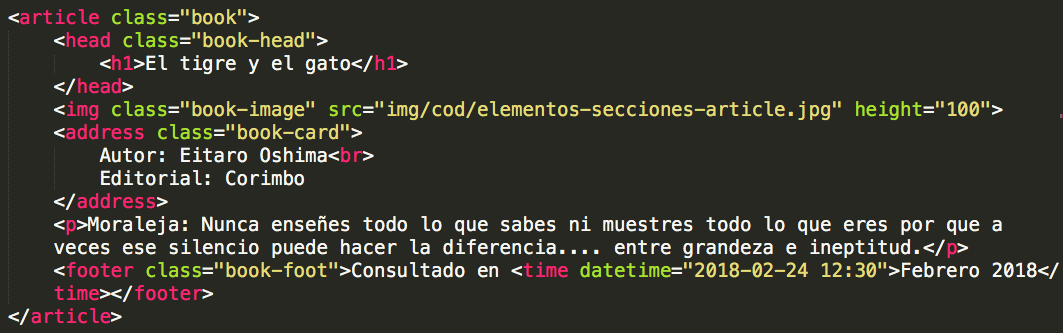 <article class="book">
    <head class="book-head">
        <h1>El tigre y el gato</h1>
    </head>
    <img class="book-image" src="img/cod/elementos-secciones-article.jpg" height="100">
    <address class="book-card">
        Autor: Eitaro Oshima<br>
        Editorial: Corimbo
    </address>
    <p>Moraleja: Nunca enseñes todo lo que sabes ni muestres todo lo que eres por que a
    veces ese silencio puede hacer la diferencia.... entre grandeza e ineptitud.</p>
    <footer class="book-foot">Consultado en <time datetime="2018-02-24 12:30">Febrero 2018</
    time></footer>
</article>